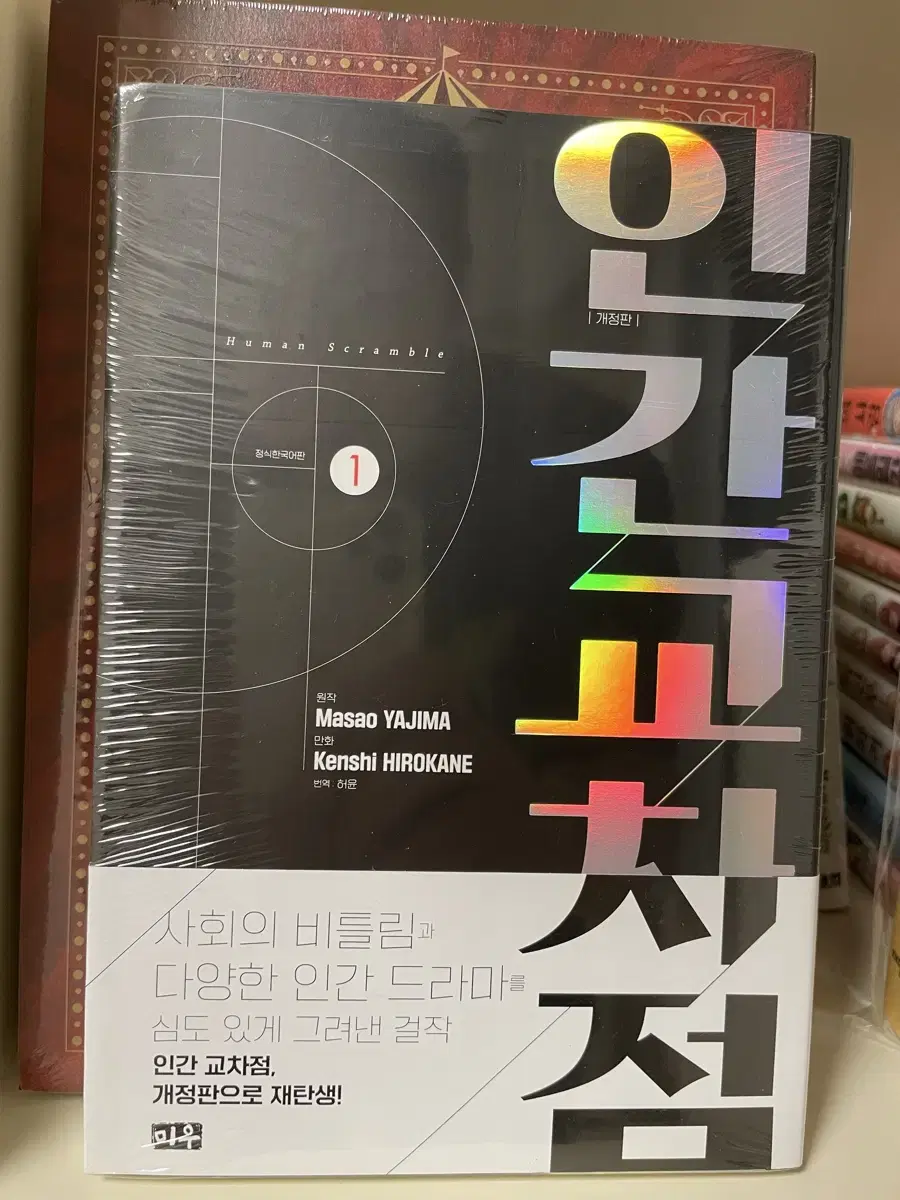 인간교차점
| 개정판 |
Human Scramble
정식한국어판
1
원작
Masao YAJIMA
만화
Kenshi HIROKANE
번역 : 허윤
사회의 비틀림과
다양한 인간 드라마를
심도 있게 그려낸 걸작
인간 교차점,
개정판으로 재탄생!
미우